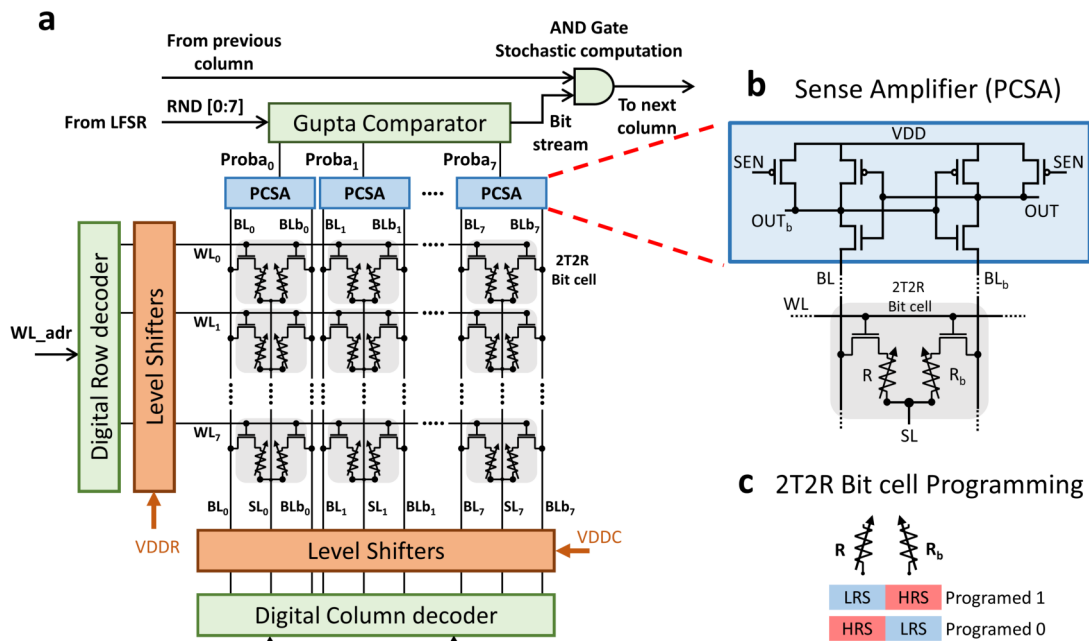 a
From previous
column
AND Gate
Stochastic computation
From LFSR
RND [0:7]
Gupta Comparator
Bit
stream
To next
column
Proba0
Proba1
Proba7
PCSA
PCSA
....
PCSA
BL0
BLb0
BL1
BLb1
BL7
BLb7
WL0
2T2R
Bit cell
WL1
WL7
WL_adr
Digital Row decoder
Level Shifters
VDDR
BL0
SL0
BLb0
BL1
SL1
BLb1
BL7
SL7
BLb7
Level Shifters
VDDC
Digital Column decoder
b Sense Amplifier (PCSA)
VDD
SEN
SEN
OUTb
OUT
BL
BLb
WL
2T2R
Bit cell
R
Rb
SL
c 2T2R Bit cell Programming
R
Rb
LRS HRS Programed 1
HRS LRS Programed 0